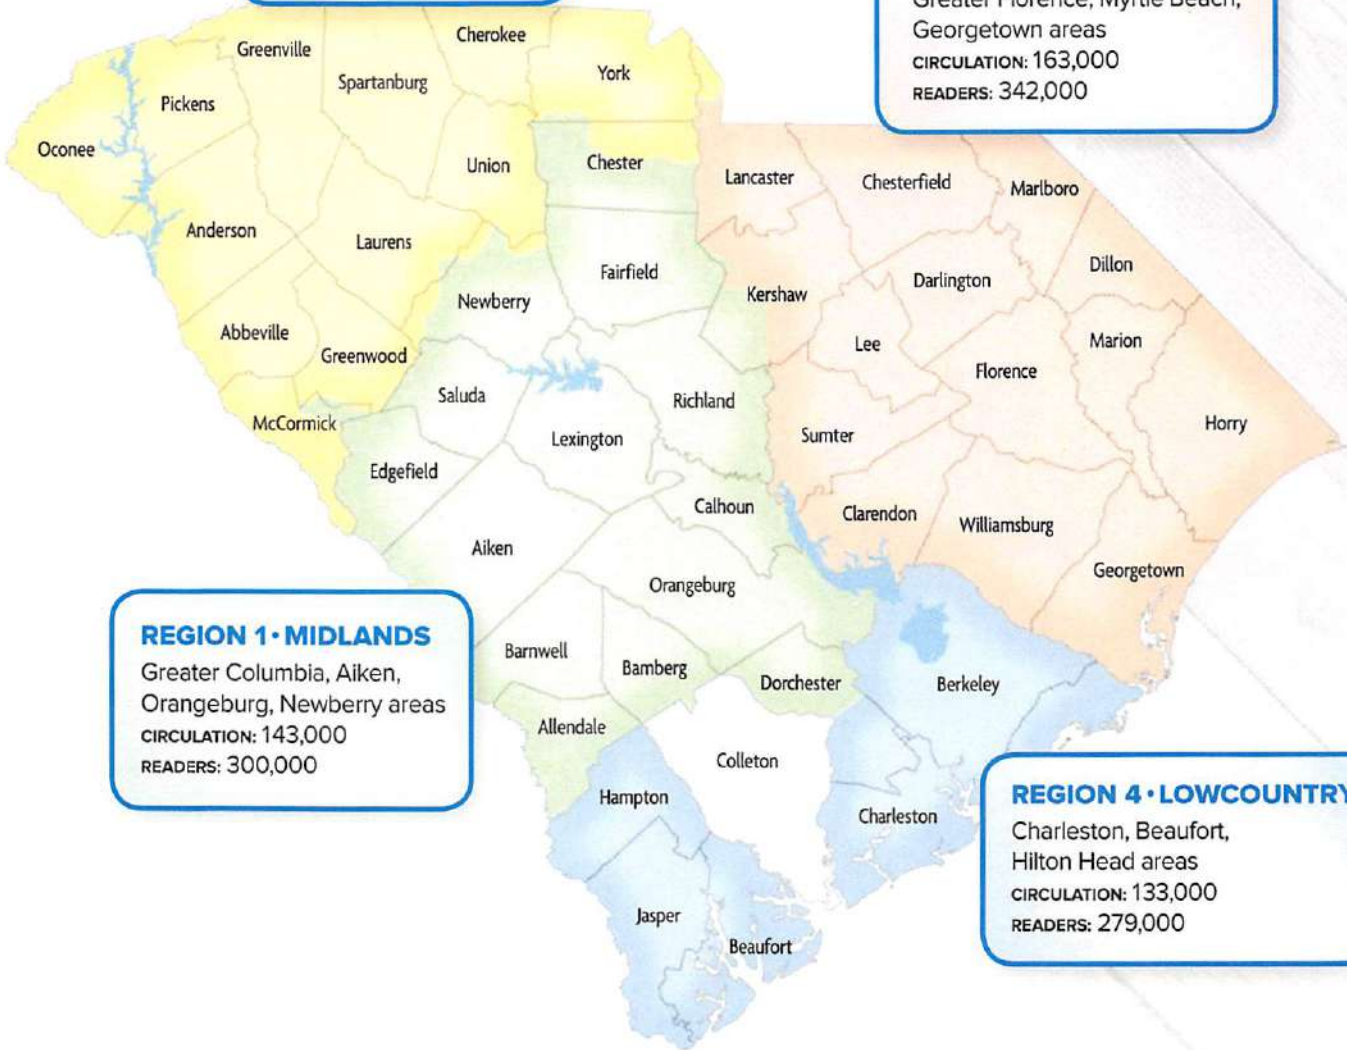 Greater Florence, Myrtle Beach,
Georgetown areas
CIRCULATION: 163,000
READERS: 342,000
Cherokee
Greenville
York
Spartanburg
Pickens
Oconee
Union
Chester
Lancaster
Chesterfield
Marlboro
Anderson
Laurens
Fairfield
Dillon
Newberry
Kershaw
Darlington
Abbeville
Greenwood
Lee
Marion
Florence
Saluda
Richland
McCormick
Lexington
Sumter
Horry
Edgefield
Calhoun
Clarendon
Williamsburg
Aiken
Orangeburg
Georgetown
REGION 1 • MIDLANDS
Greater Columbia, Aiken,
Orangeburg, Newberry areas
CIRCULATION: 143,000
READERS: 300,000
Barnwell
Bamberg
Dorchester
Berkeley
Allendale
Colleton
Hampton
Charleston
REGION 4 • LOWCOUNTRY
Charleston, Beaufort,
Hilton Head areas
CIRCULATION: 133,000
READERS: 279,000
Jasper
Beaufort